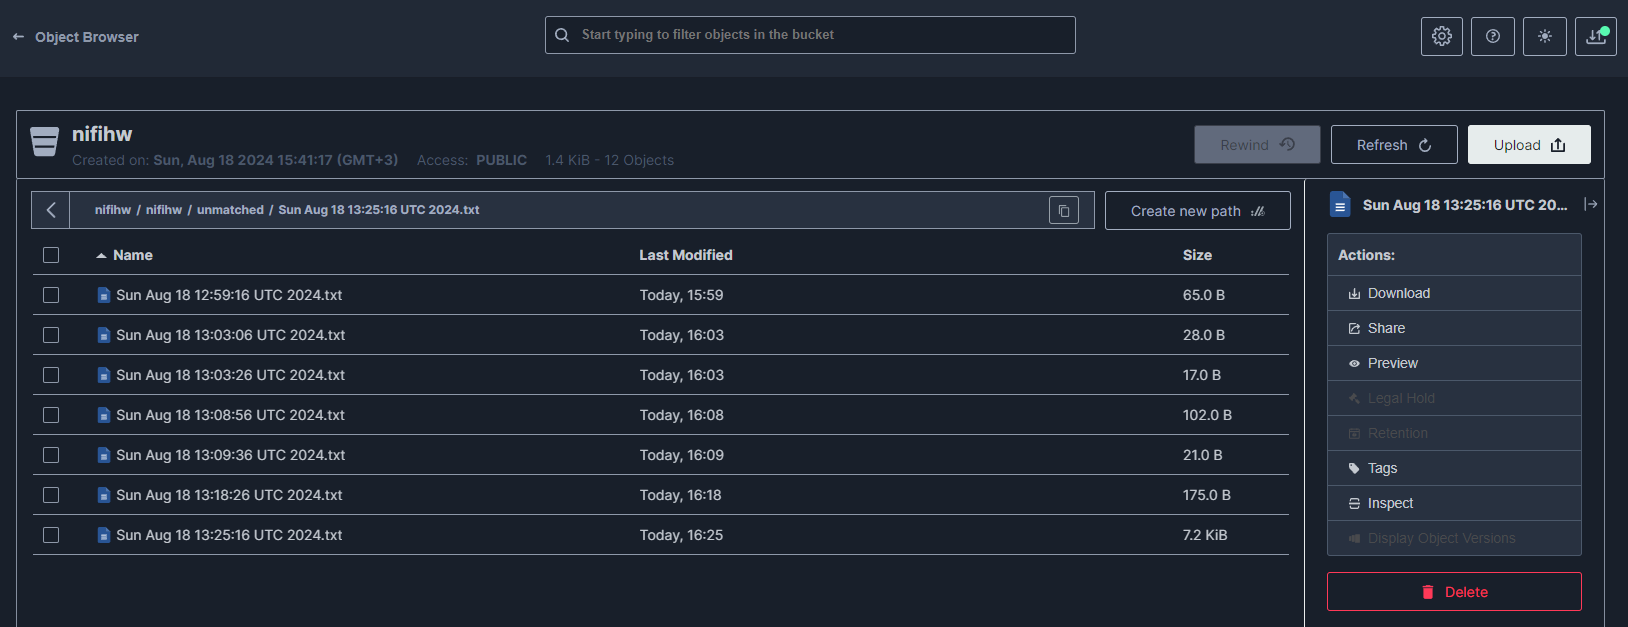 Object Browser
Start typing to filter objects in the bucket
nifihw
Created on: Sun, Aug 18 2024 15:41:17 (GMT+3) Access: PUBLIC 1.4 KiB - 12 Objects
Rewind
Refresh
Upload
nifihw / nifihw / unmatched / Sun Aug 18 13:25:16 UTC 2024.txt
Create new path
Name Last Modified Size
Sun Aug 18 12:59:16 UTC 2024.txt Today, 15:59 65.0 B
Sun Aug 18 13:03:06 UTC 2024.txt Today, 16:03 28.0 B
Sun Aug 18 13:03:26 UTC 2024.txt Today, 16:03 17.0 B
Sun Aug 18 13:08:56 UTC 2024.txt Today, 16:08 102.0 B
Sun Aug 18 13:09:36 UTC 2024.txt Today, 16:09 21.0 B
Sun Aug 18 13:18:26 UTC 2024.txt Today, 16:18 175.0 B
Sun Aug 18 13:25:16 UTC 2024.txt Today, 16:25 7.2 KiB
Sun Aug 18 13:25:16 UTC 20...
Actions:
Download
Share
Preview
Legal Hold
Retention
Tags
Inspect
Display Object Versions
Delete